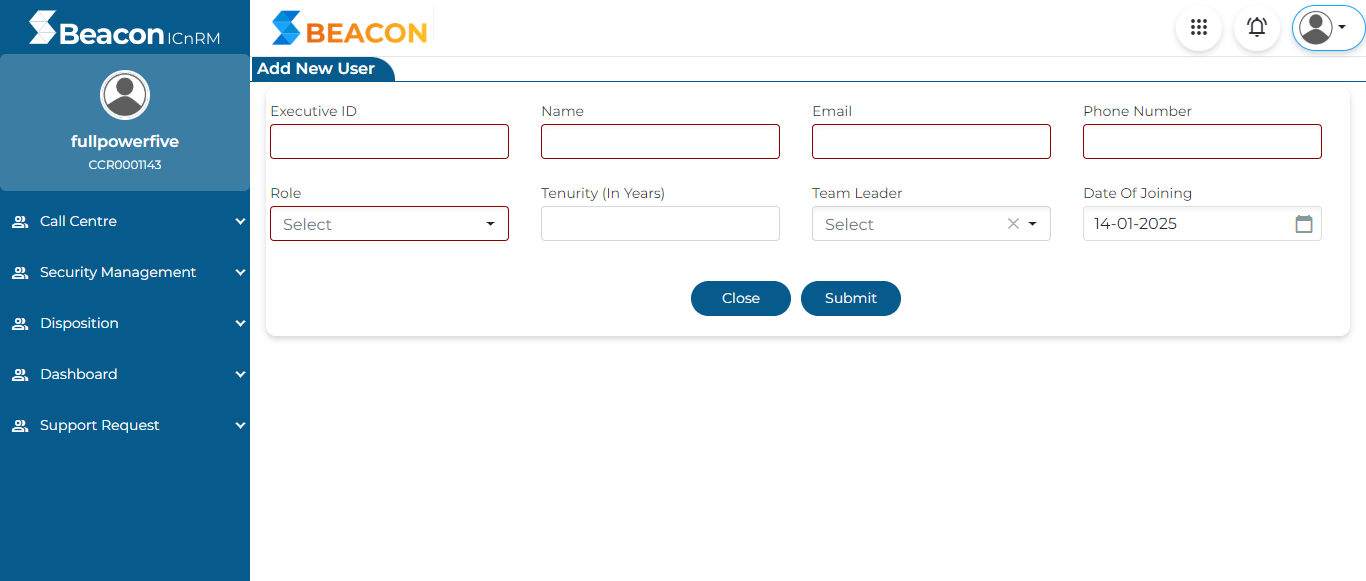 Beacon ICnRM
BEACON
fullpowerfive
CCR0001143
Call Centre
Security Management
Disposition
Dashboard
Support Request
Add New User
Executive ID
Name
Email
Phone Number
Role
Tenurity (In Years)
Team Leader
Date Of Joining
Select
Select
14-01-2025
Close
Submit